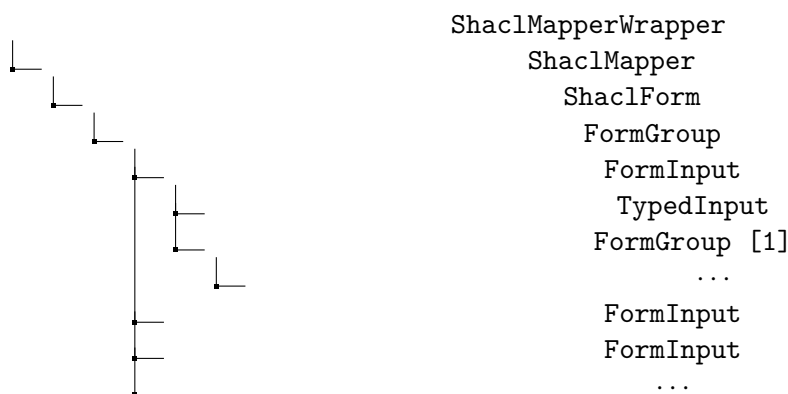 ShaclMapperWrapper
ShaclMapper
ShaclForm
FormGroup
FormInput
TypedInput
FormGroup [1]
...
FormInput
FormInput
...